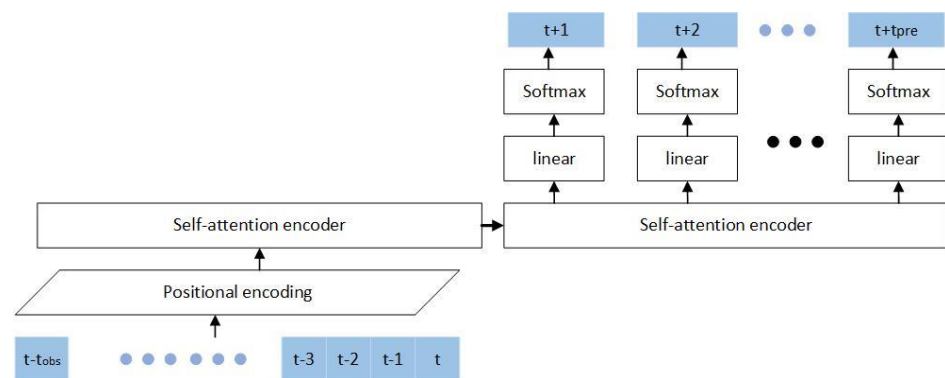 t+1 t+2 t+tpre
Softmax Softmax Softmax
linear linear linear
Self-attention encoder Self-attention encoder
Positional encoding
t-tobs t-3 t-2 t-1 t